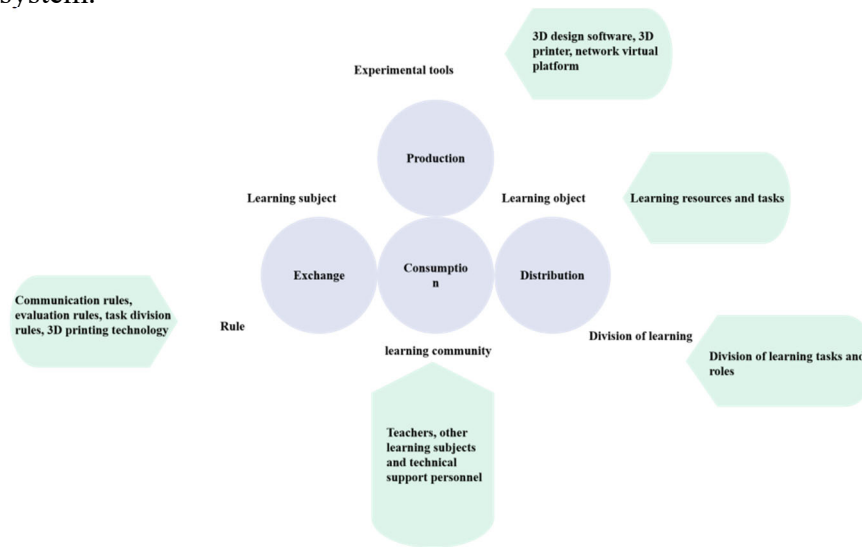 system.
3D design software, 3D
printer, network virtual
platform
Experimental tools
Production
Learning subject
Learning object
Learning resources and tasks
Exchange
Consumptio
n
Distribution
Communication rules,
evaluation rules, task division
rules, 3D printing technology
Rule
Division of learning
learning community
Division of learning tasks and
roles
Teachers, other
learning subjects
and technical
support personnel